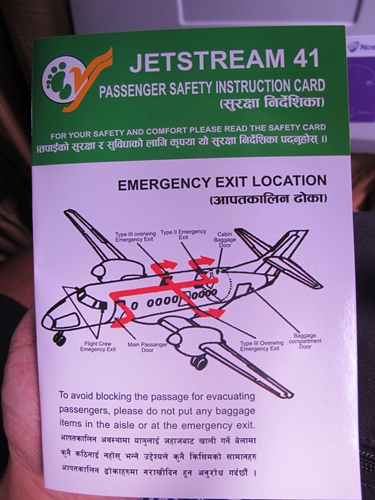 JETSTREAM 41
PASSENGER SAFETY INSTRUCTION CARD
(सुरक्षा निर्देशिका)
FOR YOUR SAFETY AND COMFORT PLEASE READ THE SAFETY CARD
(तपाईंको सुरक्षा र सुविधाको लागि कृपया यो सुरक्षा निर्देशिका पढ्नुहोस् ।)
EMERGENCY EXIT LOCATION
(आपतकालिन ढोका)
Type III overwing Emergency Exit
Type II Emergency Exit
Cabin Baggage Door
Flight Crew Emergency Exit
Main Passanger Door
Type III Overwing Emergency Exit
Baggage compartment Door
To avoid blocking the passage for evacuating
passengers, please do not put any baggage
items in the aisle or at the emergency exit.
आपतकालिन अवस्थामा यात्रुलाई जहाजबाट खाली गर्ने बेलामा
कुनै कठिनाई नहोस् भन्ने उद्देश्यले कुनै किसिमको सामानहरु
आपतकालिन ढोकाहरुमा नराखीदिन हुन अनुरोध गर्दछौं ।